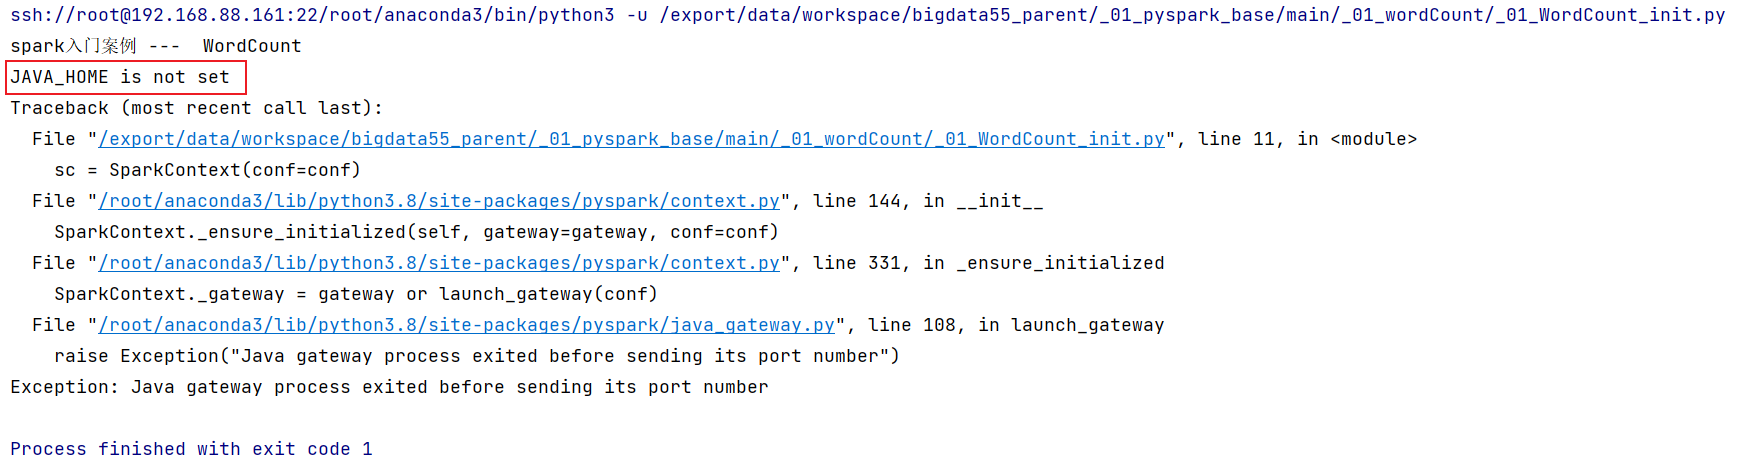 ssh://root@192.168.88.161:22/root/anaconda3/bin/python3 -u /export/data/workspace/bigdata55_parent/_01_pyspark_base/main/_01_wordCount/_01_WordCount_init.py
spark入门案例 ---  WordCount
JAVA_HOME is not set
Traceback (most recent call last):
  File "/export/data/workspace/bigdata55_parent/_01_pyspark_base/main/_01_wordCount/_01_WordCount_init.py", line 11, in <module>
    sc = SparkContext(conf=conf)
  File "/root/anaconda3/lib/python3.8/site-packages/pyspark/context.py", line 144, in __init__
    SparkContext._ensure_initialized(self, gateway=gateway, conf=conf)
  File "/root/anaconda3/lib/python3.8/site-packages/pyspark/context.py", line 331, in _ensure_initialized
    SparkContext._gateway = gateway or launch_gateway(conf)
  File "/root/anaconda3/lib/python3.8/site-packages/pyspark/java_gateway.py", line 108, in launch_gateway
    raise Exception("Java gateway process exited before sending its port number")
Exception: Java gateway process exited before sending its port number
Process finished with exit code 1